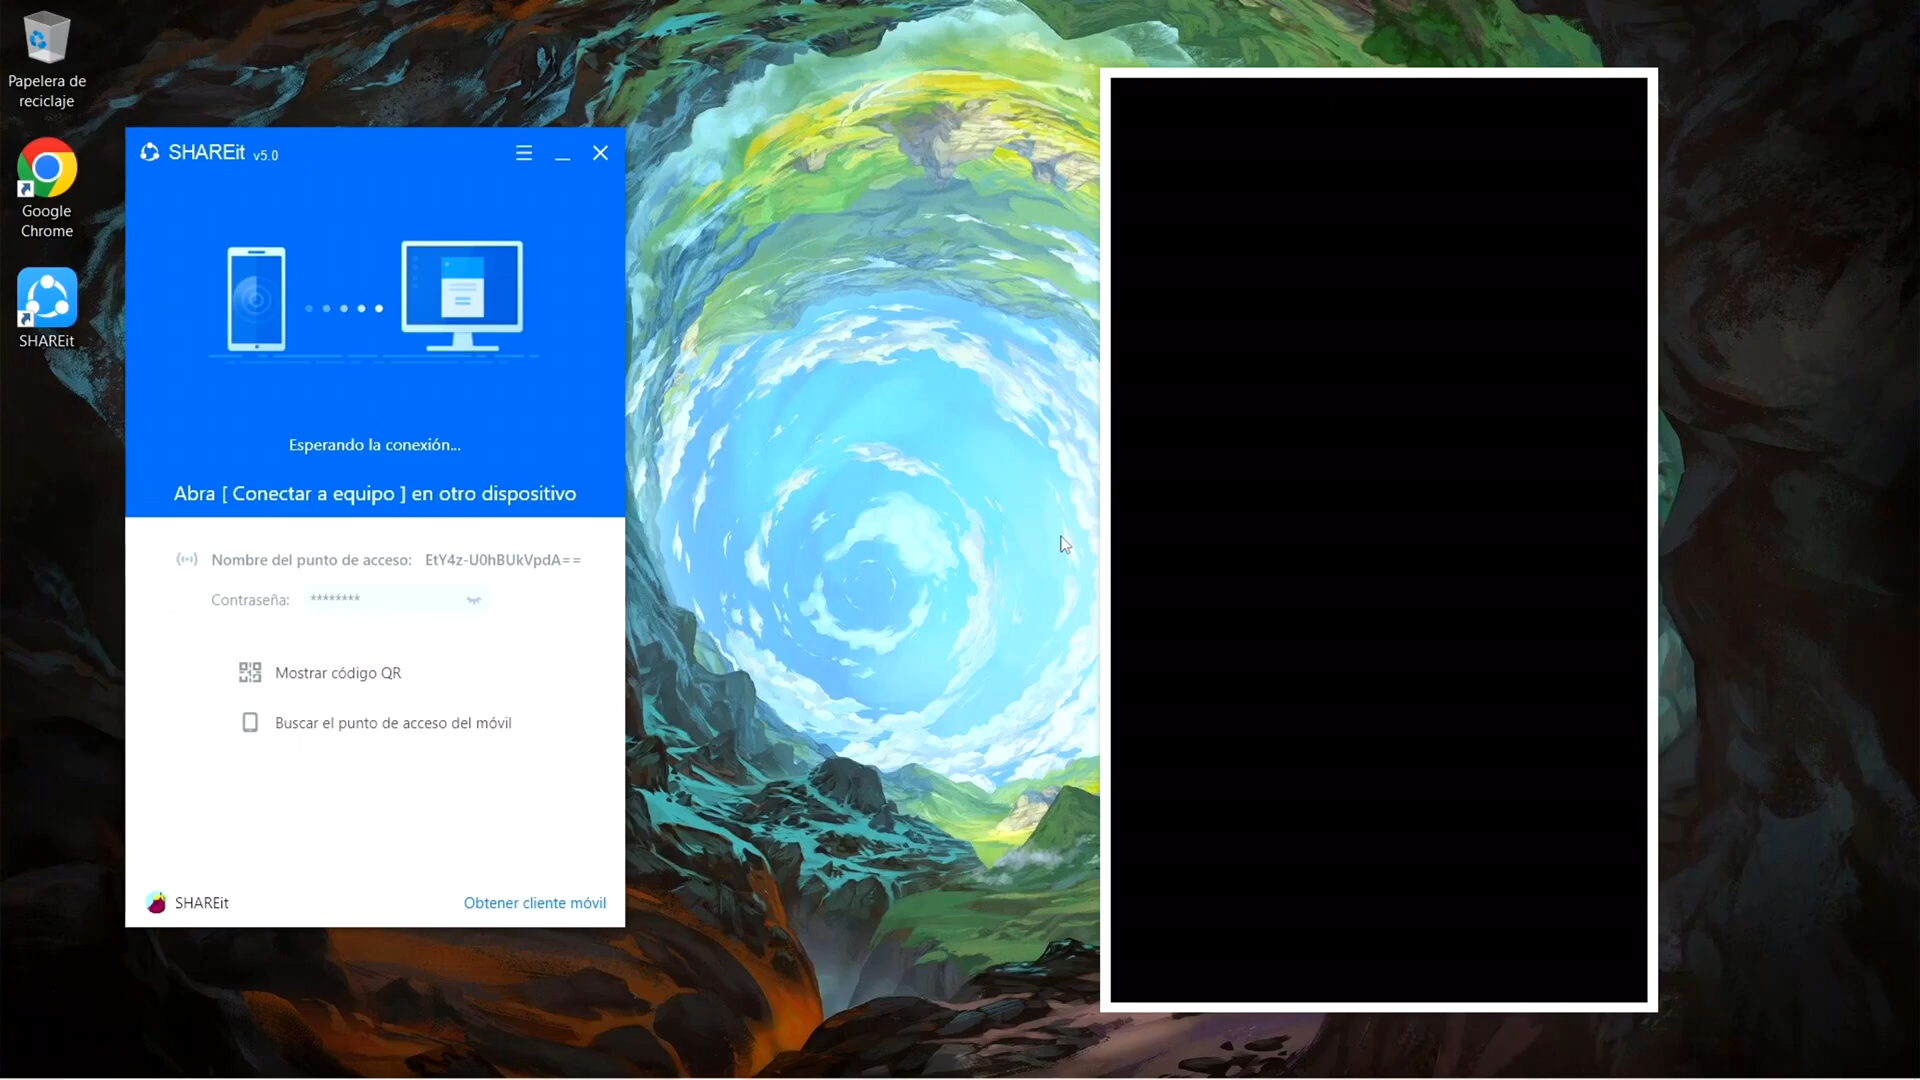 Papelera de
reciclaje
Google
Chrome
SHAREit
SHAREit v5.0
Esperando la conexión...
Abra [ Conectar a equipo ] en otro dispositivo
Nombre del punto de acceso: EtY4z-U0hBUkVpdA==
Contraseña: ********
Mostrar código QR
Buscar el punto de acceso del móvil
SHAREit
Obtener cliente móvil